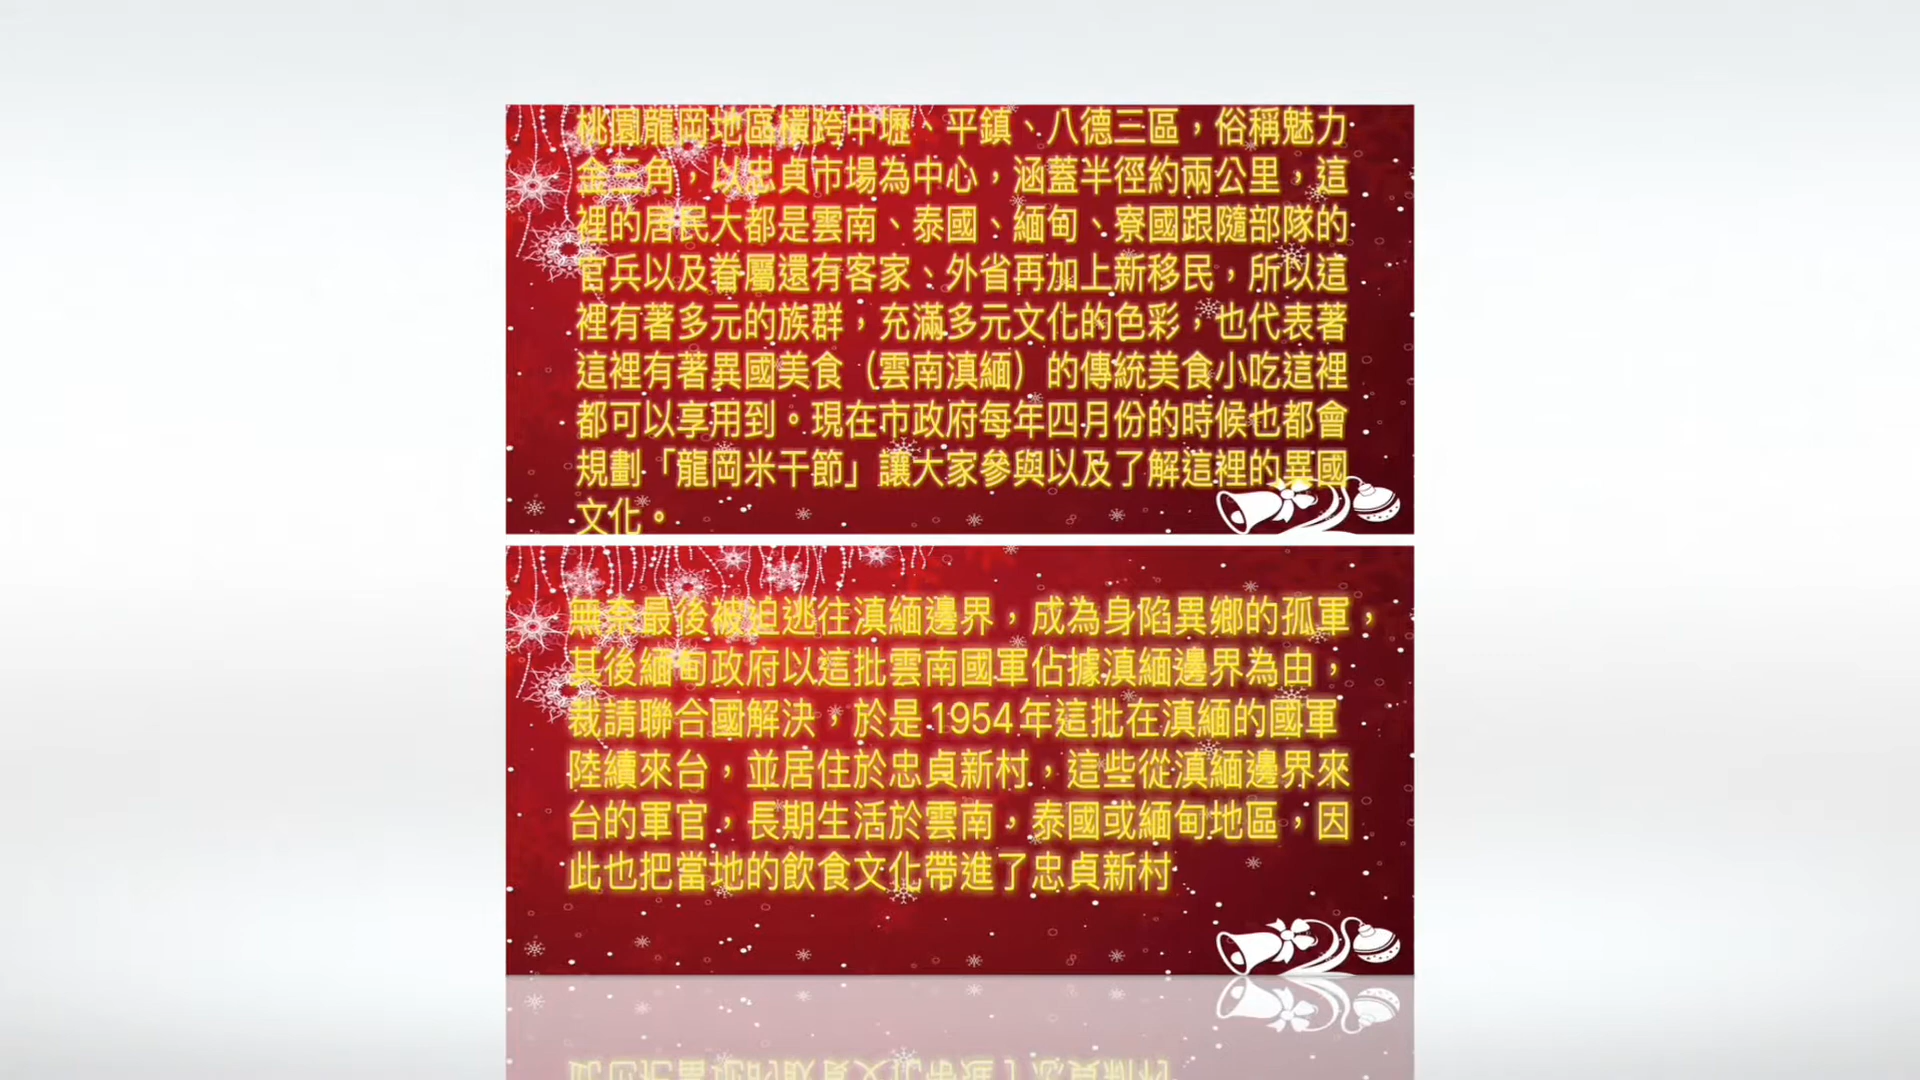 桃園龍岡地區橫跨中壢、平鎮、八德三區，俗稱魅力
金三角，以忠貞市場為中心，涵蓋半徑約兩公里，這
裡的居民大都是雲南、泰國、緬甸、寮國跟隨部隊的
官兵以及眷屬還有客家、外省再加上新移民，所以這
裡有著多元的族群，充滿多元文化的色彩，也代表著
這裡有著異國美食（雲南滇緬）的傳統美食小吃這裡
都可以享用到。現在市政府每年四月份的時候也都會
規劃「龍岡米干節」讓大家參與以及了解這裡的異國
文化。
無奈最後被迫逃往滇緬邊界，成為身陷異鄉的孤軍，
其後緬甸政府以這批雲南國軍佔據滇緬邊界為由，
裁請聯合國解決，於是1954年這批在滇緬的國軍
陸續來台，並居住於忠貞新村，這些從滇緬邊界來
台的軍官，長期生活於雲南，泰國或緬甸地區，因
此也把當地的飲食文化帶進了忠貞新村